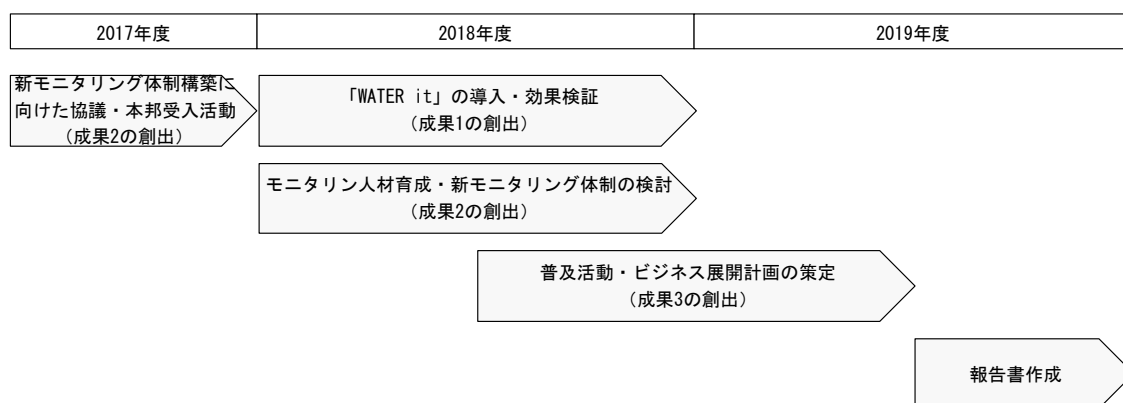 2017年度
2018年度
2019年度
新モニタリング体制構築に
向けた協議・本邦受入活動
（成果2の創出）
「WATER it」の導入・効果検証
（成果1の創出）
モニタリン人材育成・新モニタリング体制の検討
（成果2の創出）
普及活動・ビジネス展開計画の策定
（成果3の創出）
報告書作成